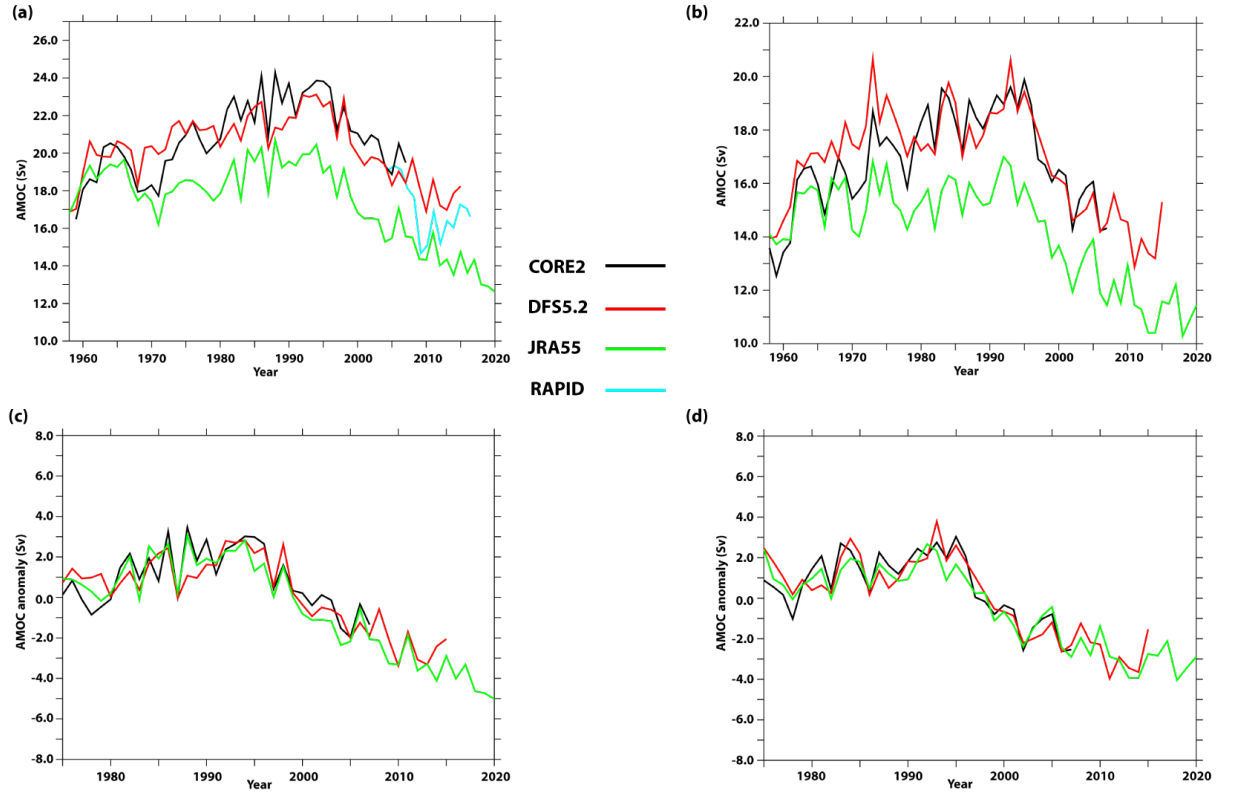 (a)
26.0
24.0
22.0
20.0
18.0
16.0
14.0
12.0
10.0
AMOC (Sv)
1960 1970 1980 1990 2000 2010 2020
Year
(b)
22.0
20.0
18.0
16.0
14.0
12.0
10.0
AMOC (Sv)
1960 1970 1980 1990 2000 2010 2020
Year
CORE2
DFS5.2
JRA55
RAPID
(c)
8.0
6.0
4.0
2.0
0.0
-2.0
-4.0
-6.0
-8.0
AMOC anomaly (Sv)
1980 1990 2000 2010 2020
Year
(d)
8.0
6.0
4.0
2.0
0.0
-2.0
-4.0
-6.0
-8.0
AMOC anomaly (Sv)
1980 1990 2000 2010 2020
Year